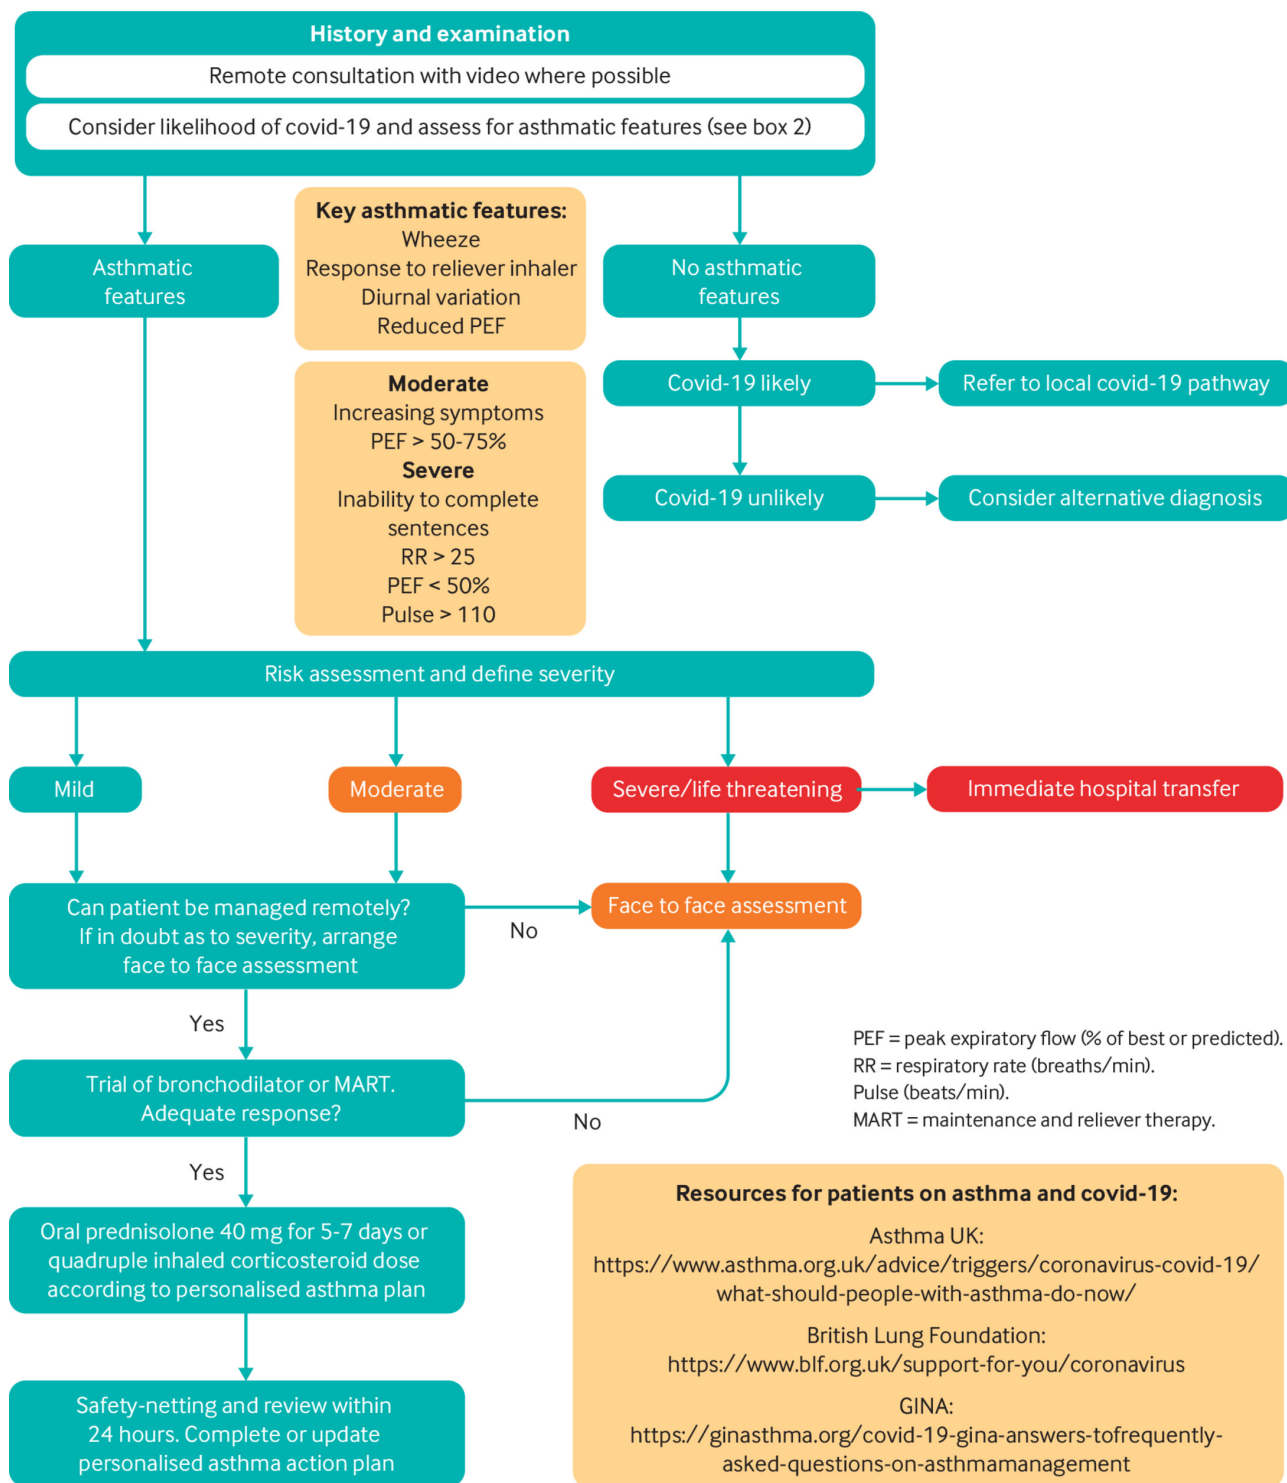 History and examination
Remote consultation with video where possible
Consider likelihood of covid-19 and assess for asthmatic features (see box 2)
Asthmatic
features
Key asthmatic features:
Wheeze
Response to reliever inhaler
Diurnal variation
Reduced PEF
No asthmatic
features
Moderate
Increasing symptoms
PEF > 50-75%
Severe
Inability to complete
sentences
RR > 25
PEF < 50%
Pulse > 110
Covid-19 likely
Refer to local covid-19 pathway
Covid-19 unlikely
Consider alternative diagnosis
Risk assessment and define severity
Mild
Moderate
Severe/life threatening
Immediate hospital transfer
Can patient be managed remotely?
If in doubt as to severity, arrange
face to face assessment
No
Face to face assessment
Yes
Trial of bronchodilator or MART.
Adequate response?
No
Yes
PEF = peak expiratory flow (% of best or predicted).
RR = respiratory rate (breaths/min).
Pulse (beats/min).
MART = maintenance and reliever therapy.
Oral prednisolone 40 mg for 5-7 days or
quadruple inhaled corticosteroid dose
according to personalised asthma plan
Safety-netting and review within
24 hours. Complete or update
personalised asthma action plan
Resources for patients on asthma and covid-19:
Asthma UK:
https://www.asthma.org.uk/advice/triggers/coronavirus-covid-19/
what-should-people-with-asthma-do-now/
British Lung Foundation:
https://www.blf.org.uk/support-for-you/coronavirus
GINA:
https://ginasthma.org/covid-19-gina-answers-tofrequently-
asked-questions-on-asthmamanagement